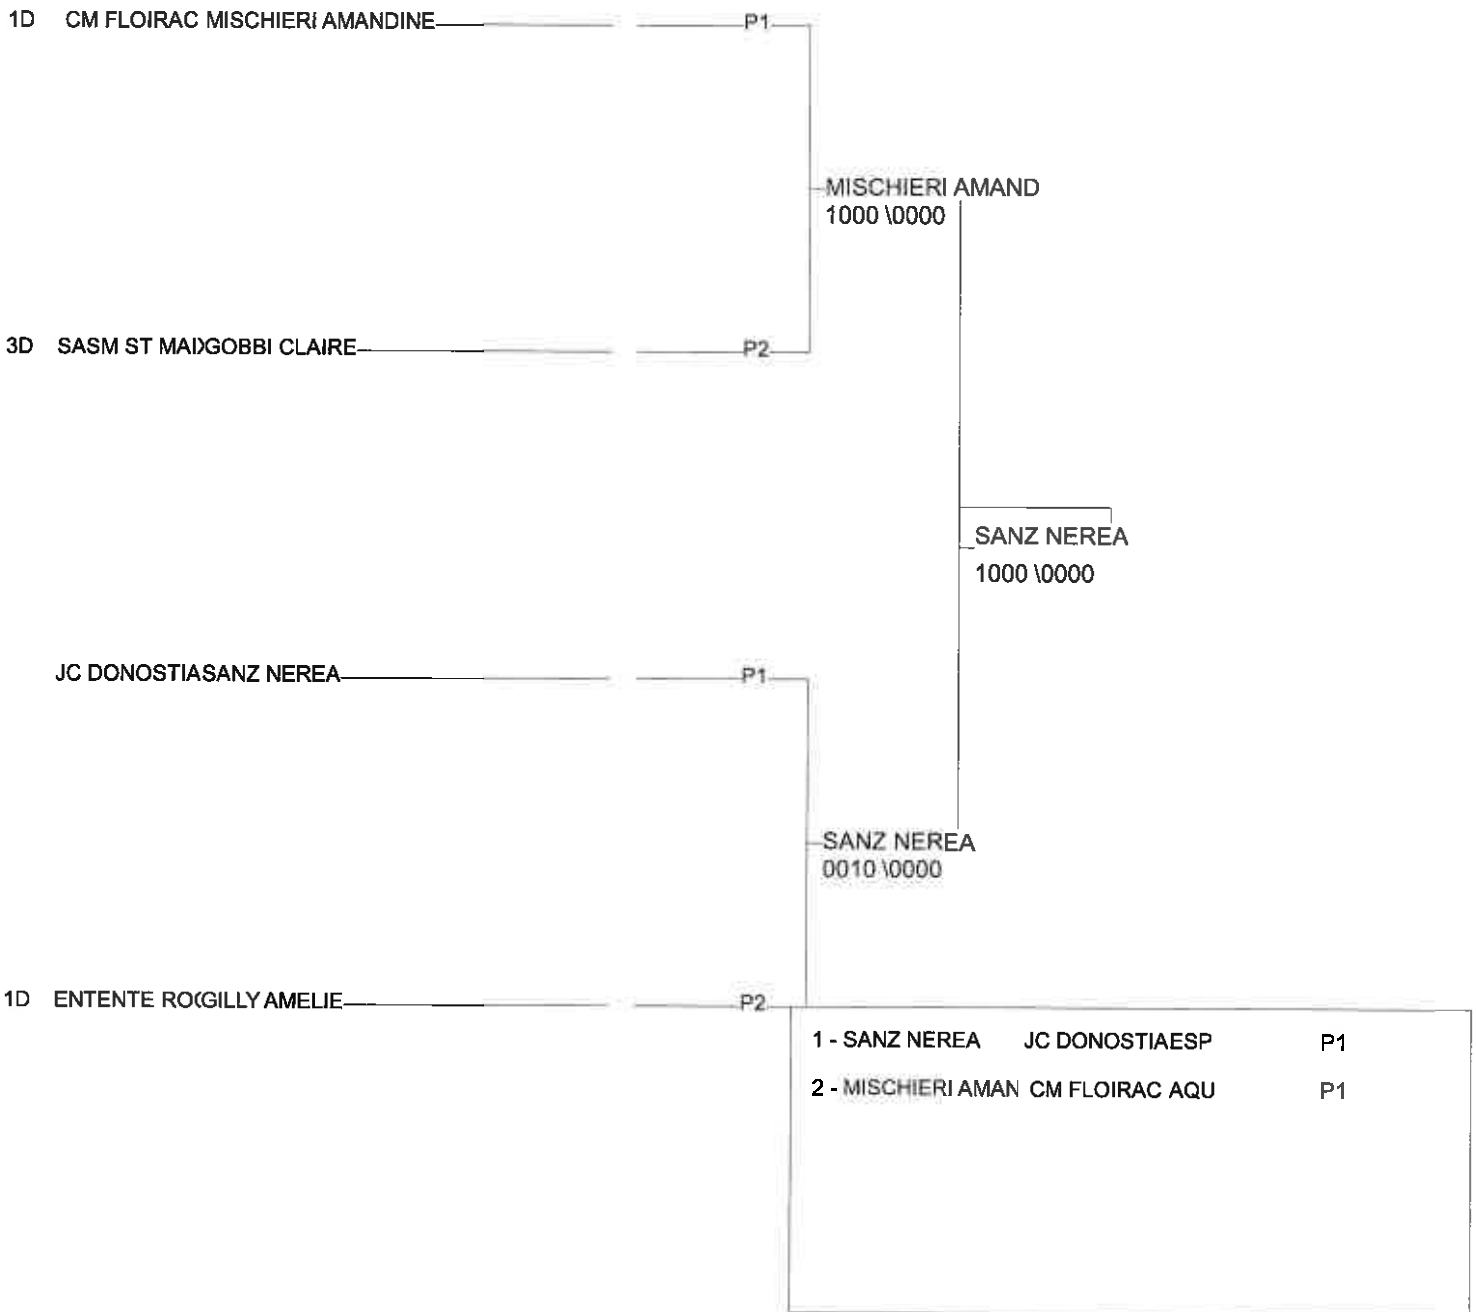 1D CM FLOIRAC MISCHIERI AMANDINE P1
MISCHIERI AMAND
1000 \0000
3D SASM ST MAIXGOBBI CLAIRE P2
SANZ NEREA
1000 \0000
JC DONOSTIASANZ NEREA P1
SANZ NEREA
0010 \0000
1D ENTENTE RO(GILLY AMELIE P2
1 - SANZ NEREA JC DONOSTIAESP P1
2 - MISCHIERI AMAN CM FLOIRAC AQU P1